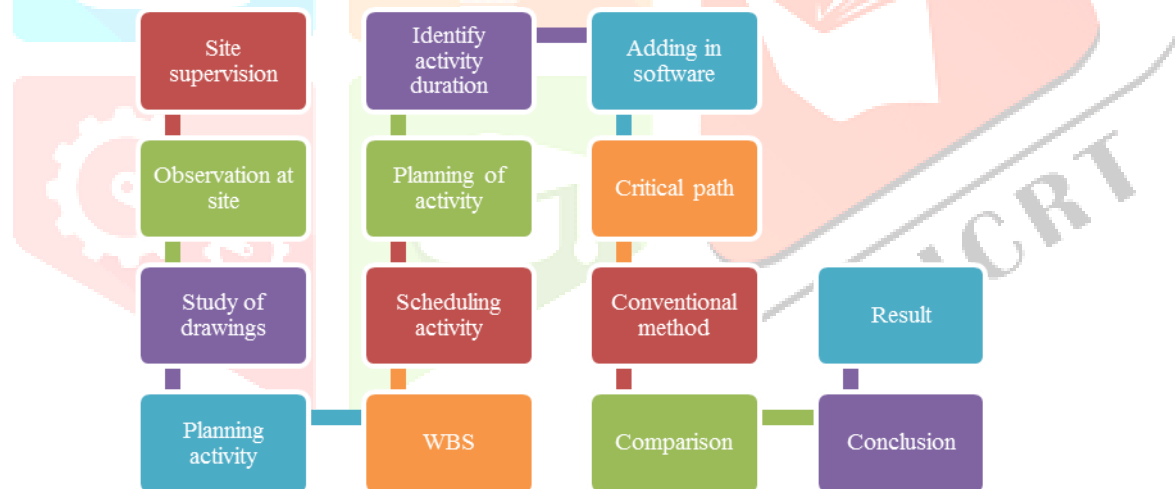 Site
supervision
Observation at
site
Study of
drawings
Planning
activity
WBS
Scheduling
activity
Planning of
activity
Identify
activity
duration
Adding in
software
Critical path
Conventional
method
Comparison
Conclusion
Result